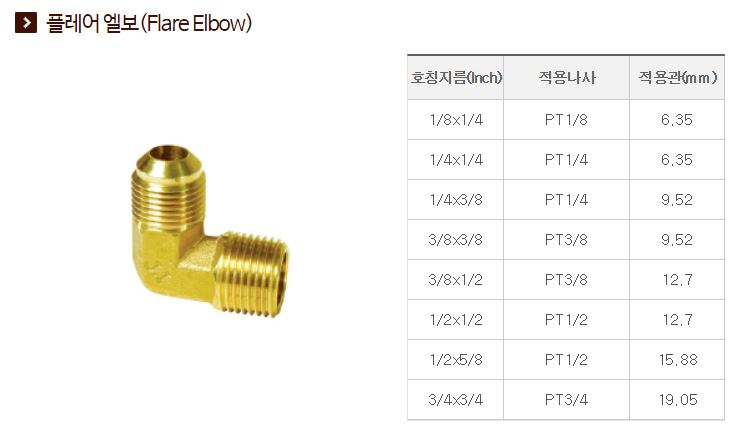 플레어 엘보(Flare Elbow)
호칭지름(Inch) 적용나사 적용관(mm)
1/8x1/4 PT1/8 6.35
1/4x1/4 PT1/4 6.35
1/4x3/8 PT1/4 9.52
3/8x3/8 PT3/8 9.52
3/8x1/2 PT3/8 12.7
1/2x1/2 PT1/2 12.7
1/2x5/8 PT1/2 15.88
3/4x3/4 PT3/4 19.05